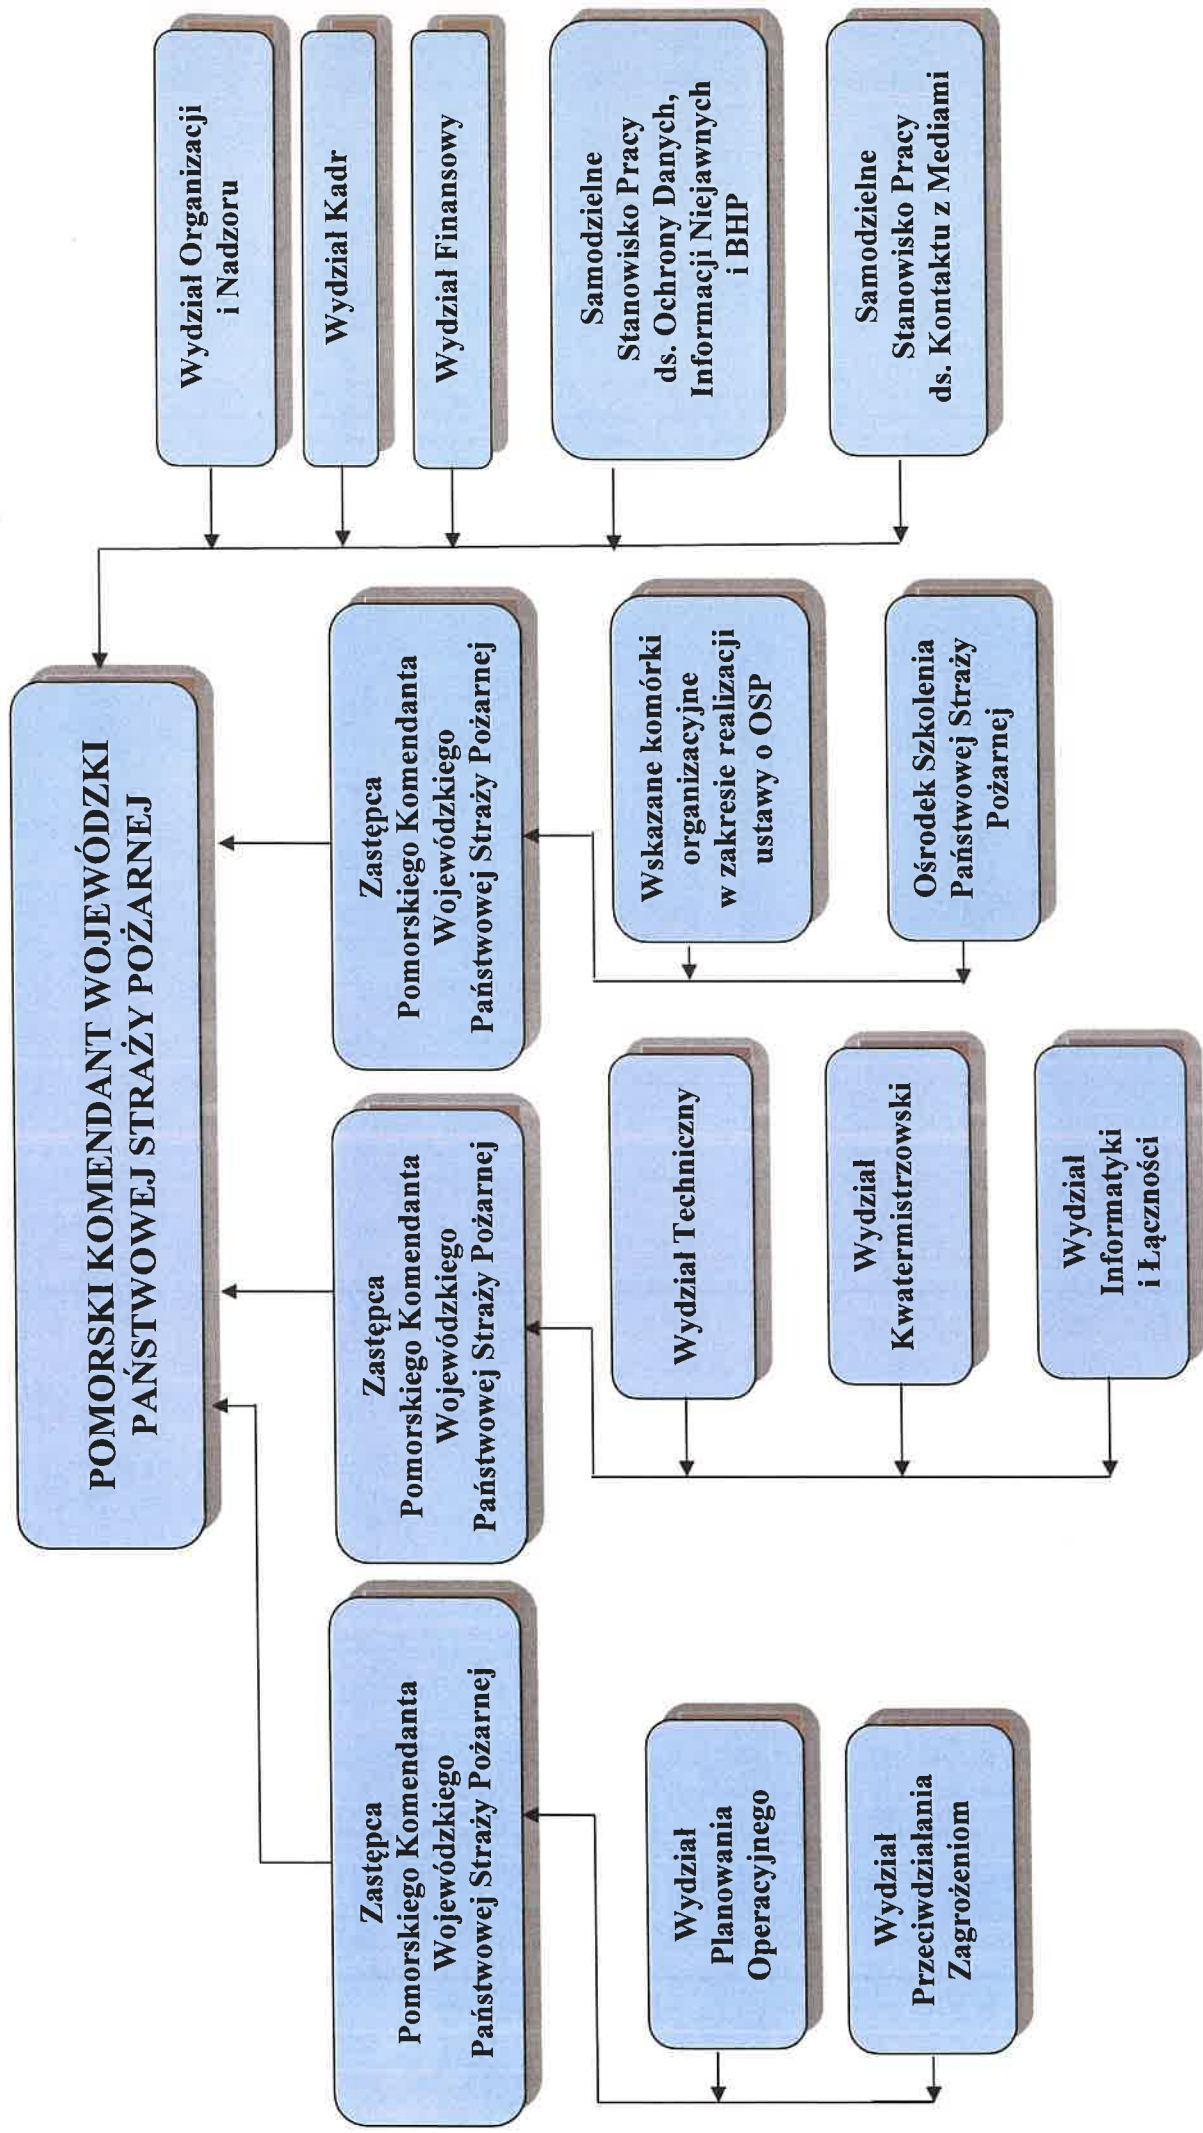 POMORSKI KOMENDANT WOJEWÓDZKI
PAŃSTWOWEJ STRAŻY POŻARNEJ
Zastępca
Pomorskiego Komendanta
Wojewódzkiego
Państwowej Straży Pożarnej
Wydział
Planowania
Operacyjnego
Wydział
Przeciwdziałania
Zagrożeniom
Zastępca
Pomorskiego Komendanta
Wojewódzkiego
Państwowej Straży Pożarnej
Wydział Techniczny
Wydział
Kwatermistrzowski
Wydział
Informatyki
i Łączności
Zastępca
Pomorskiego Komendanta
Wojewódzkiego
Państwowej Straży Pożarnej
Wskazane komórki
organizacyjne
w zakresie realizacji
ustawy o OSP
Ośrodek Szkolenia
Państwowej Straży
Pożarnej
Wydział Organizacji
i Nadzoru
Wydział Kadr
Wydział Finansowy
Samodzielne
Stanowisko Pracy
ds. Ochrony Danych,
Informacji Niejawnych
i BHP
Samodzielne
Stanowisko Pracy
ds. Kontaktu z Mediami